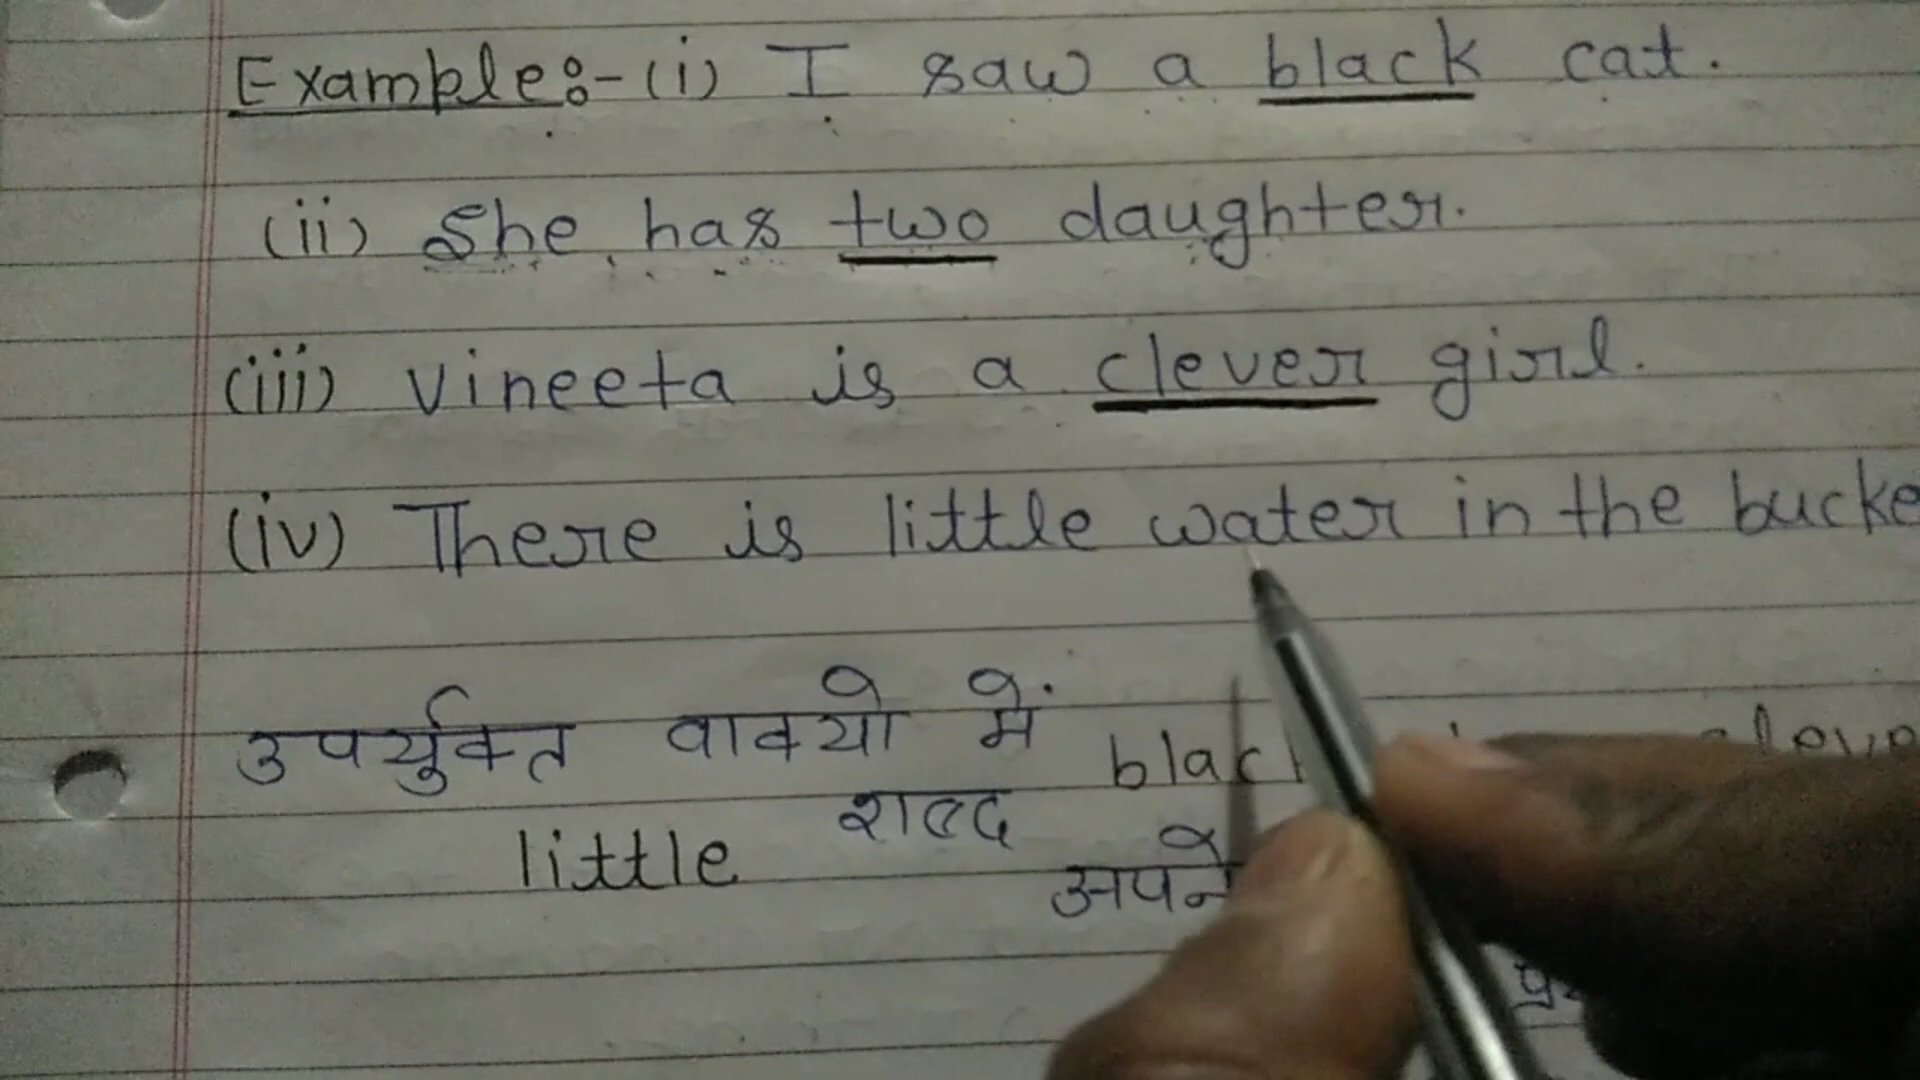 Example:-(i) I saw a black cat.
(ii) She has two daughter.
(iii) Vineeta is a clever girl.
(iv) There is little water in the bucke
उपर्युक्त वाक्यो में blac
little शब्द अपने